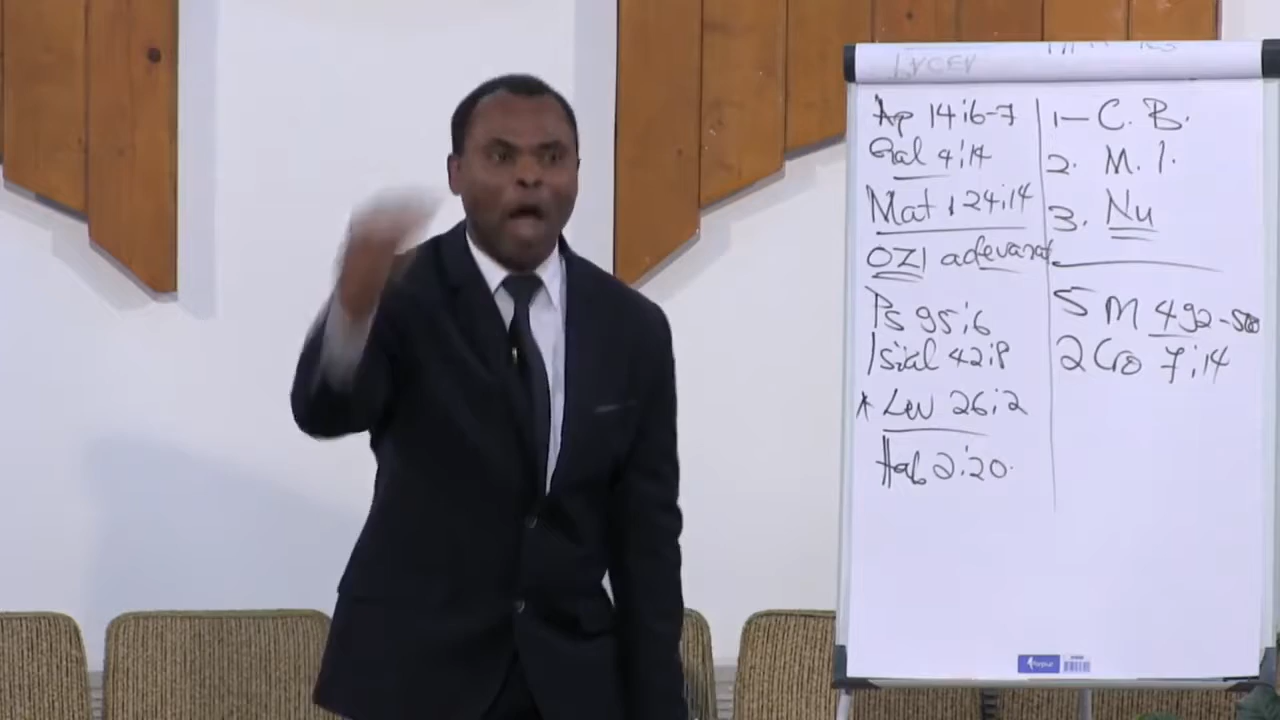 Ap 14:6-7
Gal 4:14
Mat 24:14
OZI adevarat
Ps 95:6
Isaia 42:8
* Lev 26:2
Hab 2:20.
1- C. B.
2. M. I.
3. Nu
5 M 492-500
2 Cro 7:14